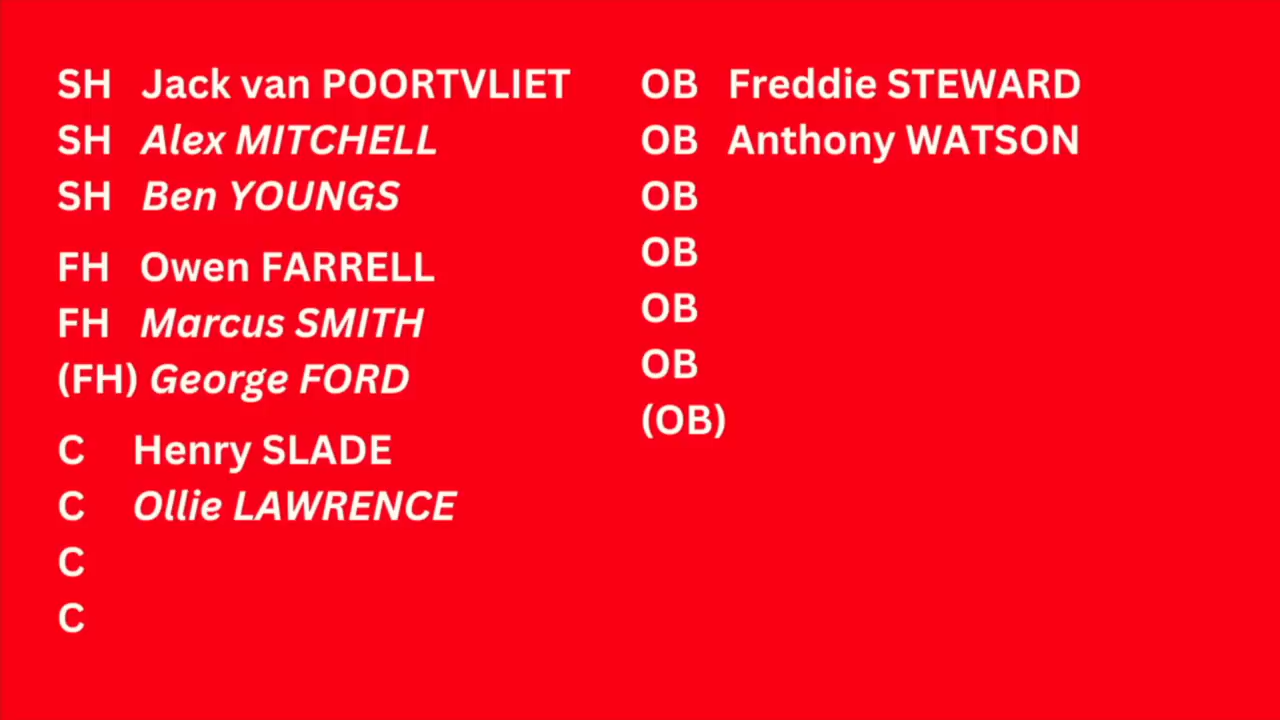 SH Jack van POORTVLIET
SH Alex MITCHELL
SH Ben YOUNGS
FH Owen FARRELL
FH Marcus SMITH
(FH) George FORD
C Henry SLADE
C Ollie LAWRENCE
C
C
OB Freddie STEWARD
OB Anthony WATSON
OB
OB
OB
OB
(OB)